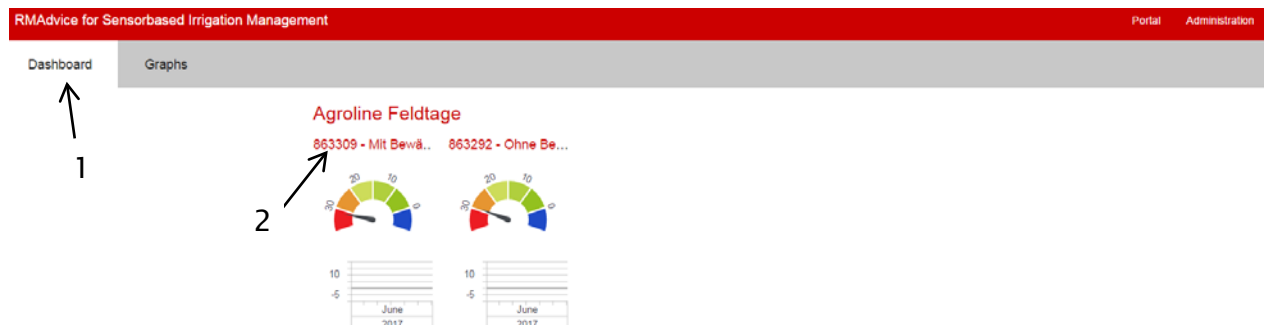 RMAdvice for Sensorbased Irrigation Management Portal Administration
Dashboard Graphs
Agroline Feldtage
863309 - Mit Bewä.. 863292 - Ohne Be...
1
2
30 20 10 0
30 20 10 0
10
-5
June
2017
10
-5
June
2017